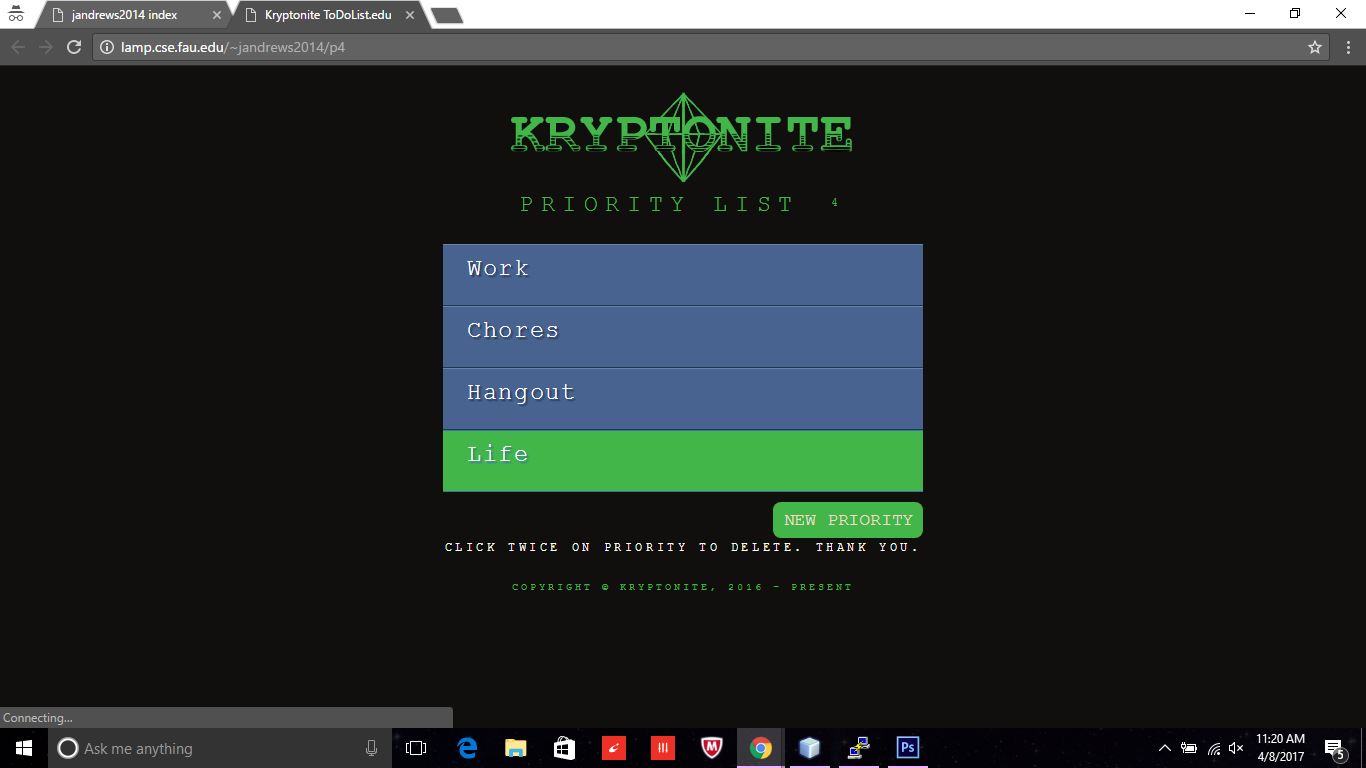 jandrews2014 index
Kryptonite ToDoList.edu
lamp.cse.fau.edu/~jandrews2014/p4
KRYPTONITE
PRIORITY LIST 4
Work
Chores
Hangout
Life
NEW PRIORITY
CLICK TWICE ON PRIORITY TO DELETE. THANK YOU.
COPYRIGHT © KRYPTONITE, 2016 - PRESENT
Connecting...
Ask me anything
Ps
11:20 AM
4/8/2017
5